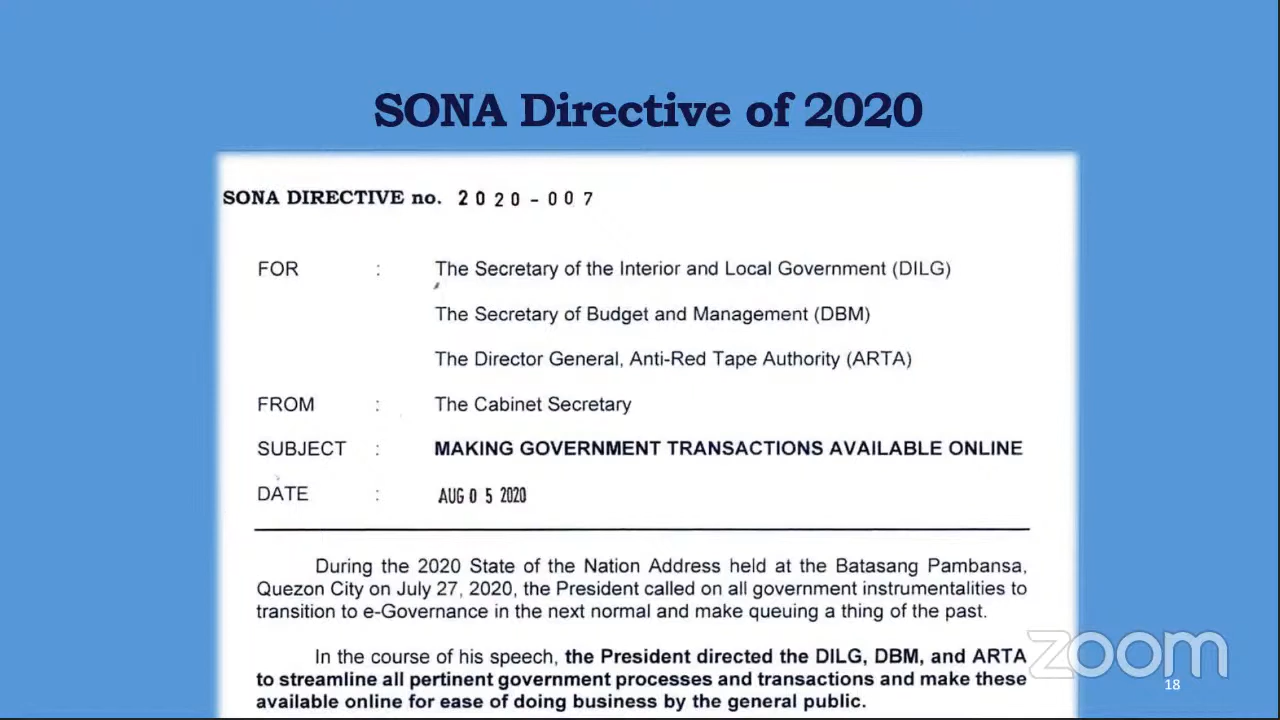 SONA Directive of 2020
SONA DIRECTIVE no. 2020-007
FOR : The Secretary of the Interior and Local Government (DILG)
The Secretary of Budget and Management (DBM)
The Director General, Anti-Red Tape Authority (ARTA)
FROM : The Cabinet Secretary
SUBJECT : MAKING GOVERNMENT TRANSACTIONS AVAILABLE ONLINE
DATE : AUG 05 2020
During the 2020 State of the Nation Address held at the Batasang Pambansa,
Quezon City on July 27, 2020, the President called on all government instrumentalities to
transition to e-Governance in the next normal and make queuing a thing of the past.
In the course of his speech, the President directed the DILG, DBM, and ARTA
to streamline all pertinent government processes and transactions and make these
available online for ease of doing business by the general public.
zoom
18